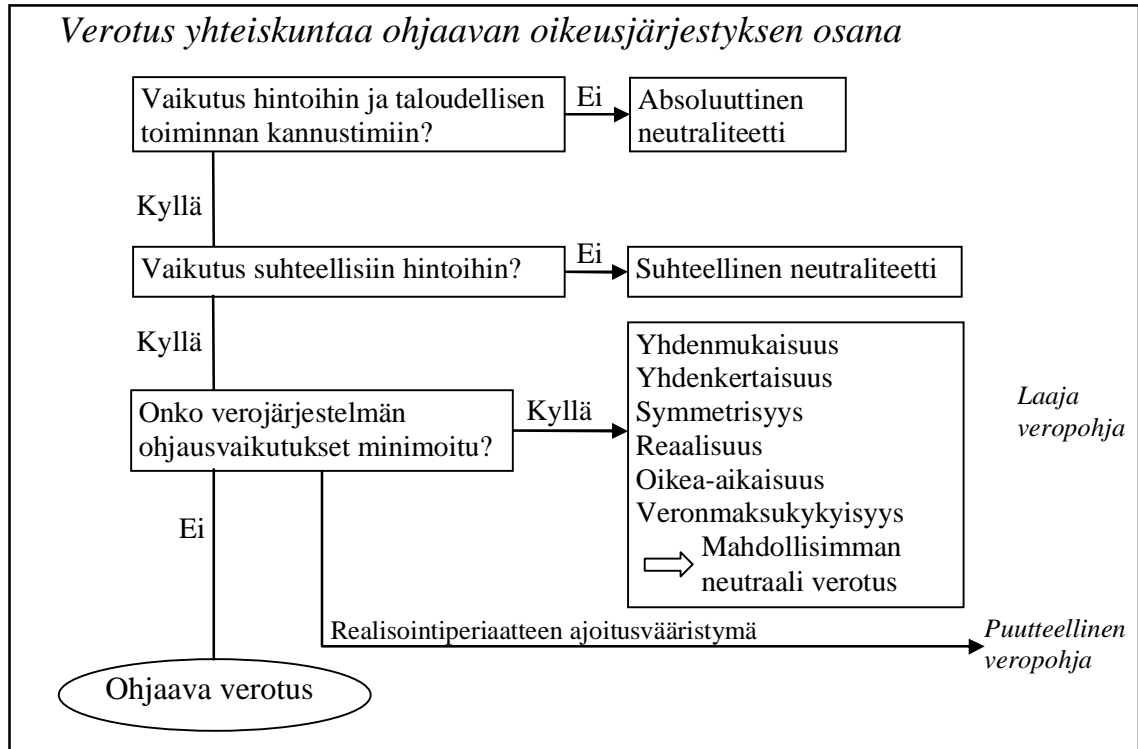 Verotus yhteiskuntaa ohjaavan oikeusjärjestyksen osana
Vaikutus hintoihin ja taloudellisen
toiminnan kannustimiin?
Ei
Absoluuttinen
neutraliteetti
Kyllä
Vaikutus suhteellisiin hintoihin?
Ei
Suhteellinen neutraliteetti
Kyllä
Onko verojärjestelmän
ohjausvaikutukset minimoitu?
Kyllä
Yhdenmukaisuus
Yhdenkertaisuus
Symmetrisyys
Reaalisuus
Oikea-aikaisuus
Veronmaksukykyisyys
Mahdollisimman
neutraali verotus
Laaja
veropohja
Ei
Realisointiperiaatteen ajoitusvääristymä
Puutteellinen
veropohja
Ohjaava verotus